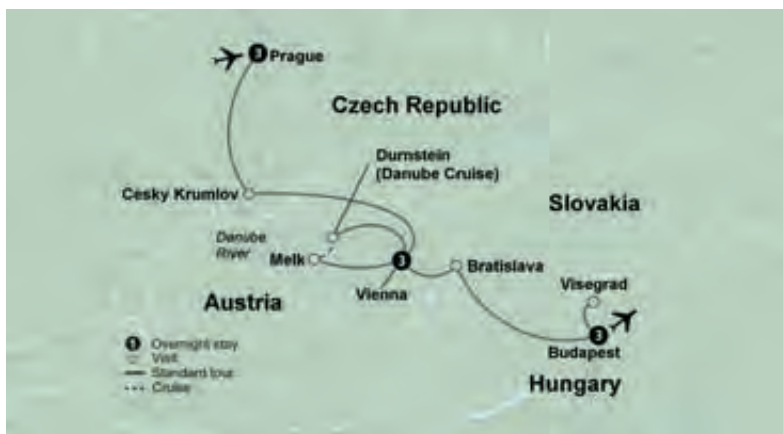 3 Prague
Czech Republic
Durnstein
(Danube Cruise)
Cesky Krumlov
Slovakia
Danube
River
Melk
3
Vienna
Bratislava
Visegrad
Austria
3
Budapest
Hungary
Overnight stay
Visit
Standard tour
Cruise